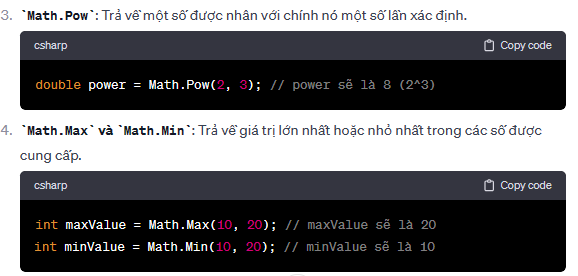 3. `Math.Pow`: Trả về một số được nhân với chính nó một số lần xác định.
csharp Copy code
double power = Math.Pow(2, 3); // power sẽ là 8 (2^3)
4. `Math.Max` và `Math.Min`: Trả về giá trị lớn nhất hoặc nhỏ nhất trong các số được
cung cấp.
csharp Copy code
int maxValue = Math.Max(10, 20); // maxValue sẽ là 20
int minValue = Math.Min(10, 20); // minValue sẽ là 10